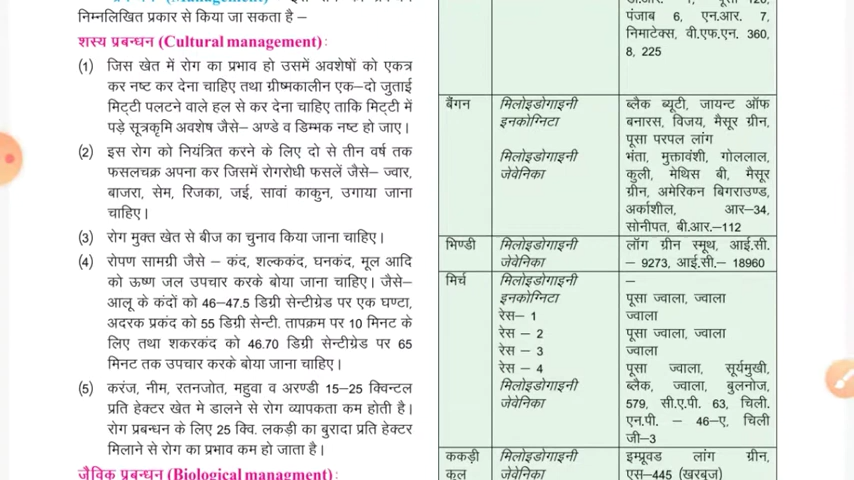 निम्नलिखित प्रकार से किया जा सकता है –
शस्य प्रबन्धन (Cultural management) :
(1) जिस खेत में रोग का प्रभाव हो उसमें अवशेषों को एकत्र
कर नष्ट कर देना चाहिए तथा ग्रीष्मकालीन एक–दो जुताई
मिट्टी पलटने वाले हल से कर देना चाहिए ताकि मिट्टी में
पड़े सूत्रकृमि अवशेष जैसे– अण्डे व डिम्भक नष्ट हो जाए।
(2) इस रोग को नियंत्रित करने के लिए दो से तीन वर्ष तक
फसलचक्र अपना कर जिसमें रोगरोधी फसलें जैसे– ज्वार,
बाजरा, सेम, रिजका, जई, सावां काकुन, उगाया जाना
चाहिए।
(3) रोग मुक्त खेत से बीज का चुनाव किया जाना चाहिए।
(4) रोपण सामग्री जैसे – कंद, शल्ककंद, घनकंद, मूल आदि
को ऊष्ण जल उपचार करके बोया जाना चाहिए। जैसे–
आलू के कंदों को 46–47.5 डिग्री सेन्टीग्रेड पर एक घण्टा,
अदरक प्रकंद को 55 डिग्री सेन्टी. तापक्रम पर 10 मिनट के
लिए तथा शकरकंद को 46.70 डिग्री सेन्टीग्रेड पर 65
मिनट तक उपचार करके बोया जाना चाहिए।
(5) करंज, नीम, रतनजोत, महुवा व अरण्डी 15–25 क्विन्टल
प्रति हेक्टर खेत मे डालने से रोग व्यापकता कम होती है।
रोग प्रबन्धन के लिए 25 क्वि. लकड़ी का बुरादा प्रति हेक्टर
मिलाने से रोग का प्रभाव कम हो जाता है।
जैविक प्रबन्धन (Biological managment) :
पंजाब 6, एन.आर. 7,
निमाटेक्स, वी.एफ.एन. 360,
8, 225
बैंगन मिलोइडोगाइनी ब्लैक ब्यूटी, जायन्ट ऑफ
इनकोग्निटा बनारस, विजय, मैसूर ग्रीन,
पूसा परपल लांग
मिलोइडोगाइनी भंता, मुक्तावंशी, गोललाल,
जेवेनिका कुली, मेथिस बी, मैसूर
ग्रीन, अमेरिकन बिगराउण्ड,
अर्काशील, आर–34,
सोनीपत, बी.आर.–112
भिण्डी मिलोइडोगाइनी लॉग ग्रीन स्मूथ, आई.सी.
जेवेनिका – 9273, आई.सी.– 18960
मिर्च मिलोइडोगाइनी –
इनकोग्निटा पूसा ज्वाला, ज्वाला
रेस– 1 ज्वाला
रेस – 2 पूसा ज्वाला, ज्वाला
रेस – 3 ज्वाला
रेस – 4 पूसा ज्वाला, सूर्यमुखी,
मिलोइडोगाइनी ब्लैक, ज्वाला, बुलनोज,
जेवेनिका 579, सी.ए.पी. 63, चिली.
एन.पी. – 46–ए, चिली
जी–3
ककड़ी मिलोइडोगाइनी इम्प्रूवड लांग ग्रीन,
कुल जेवेनिका एस–445 (खरबूज)